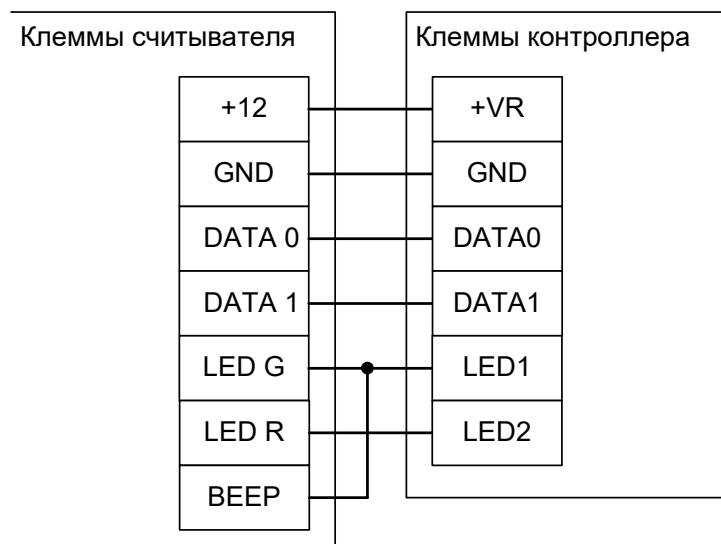 Клеммы считывателя
Клеммы контроллера
+12
+VR
GND
GND
DATA 0
DATA0
DATA 1
DATA1
LED G
LED1
LED R
LED2
BEEP